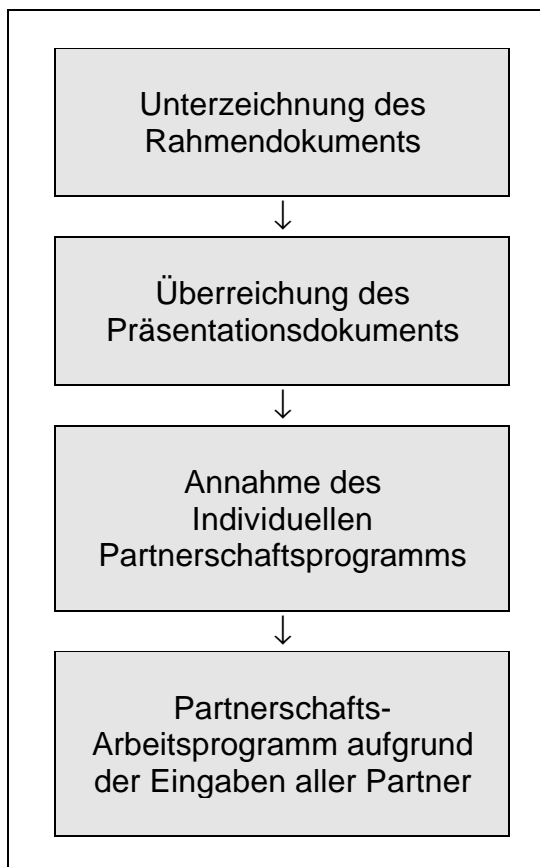 Unterzeichnung des
Rahmendokuments
↓
Überreichung des
Präsentationsdokuments
↓
Annahme des
Individuellen
Partnerschaftsprogramms
↓
Partnerschafts-
Arbeitsprogramm aufgrund
der Eingaben aller Partner